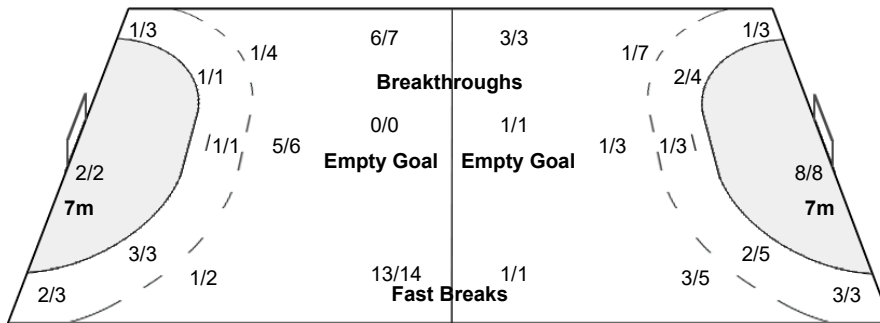 1/3 6/7 3/3 1/3
1/4 1/7
1/1 Breakthroughs 2/4
0/0 1/1
1/1 5/6 1/3 1/3
Empty Goal Empty Goal
2/2 8/8
7m 7m
3/3 2/5
1/2 13/14 1/1 3/5
2/3 Fast Breaks 3/3